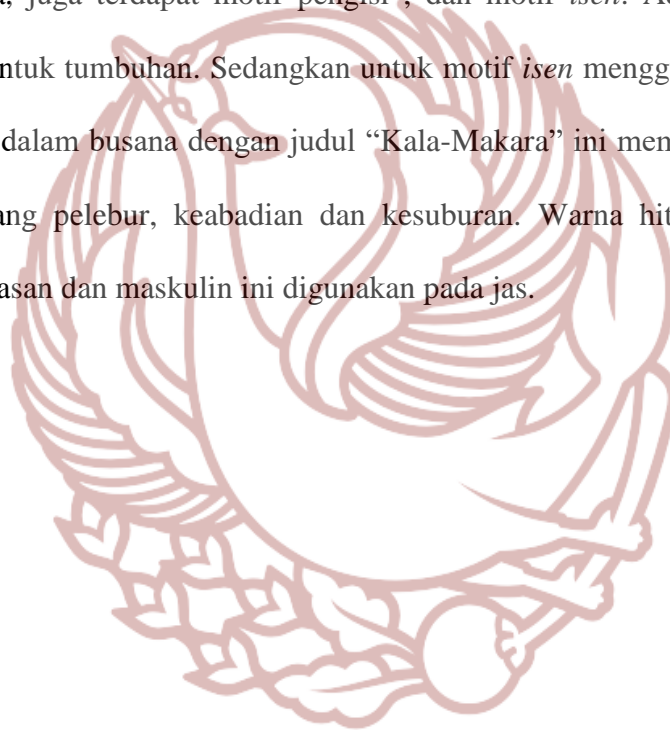 juga terdapat motif pengisi , dan motif isen.
tumbuhan. Sedangkan untuk motif isen
dalam busana dengan judul “Kala-Makara” ini
pelebur, keabadian dan kesuburan. Warna
dan maskulin ini digunakan pada jas.